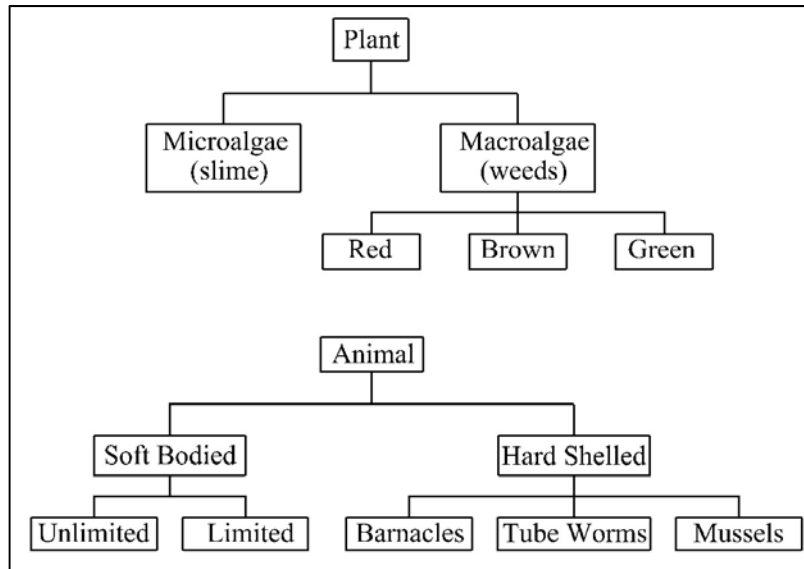 Plant
Microalgae
(slime)
Macroalgae
(weeds)
Red
Brown
Green
Animal
Soft Bodied
Hard Shelled
Unlimited
Limited
Barnacles
Tube Worms
Mussels